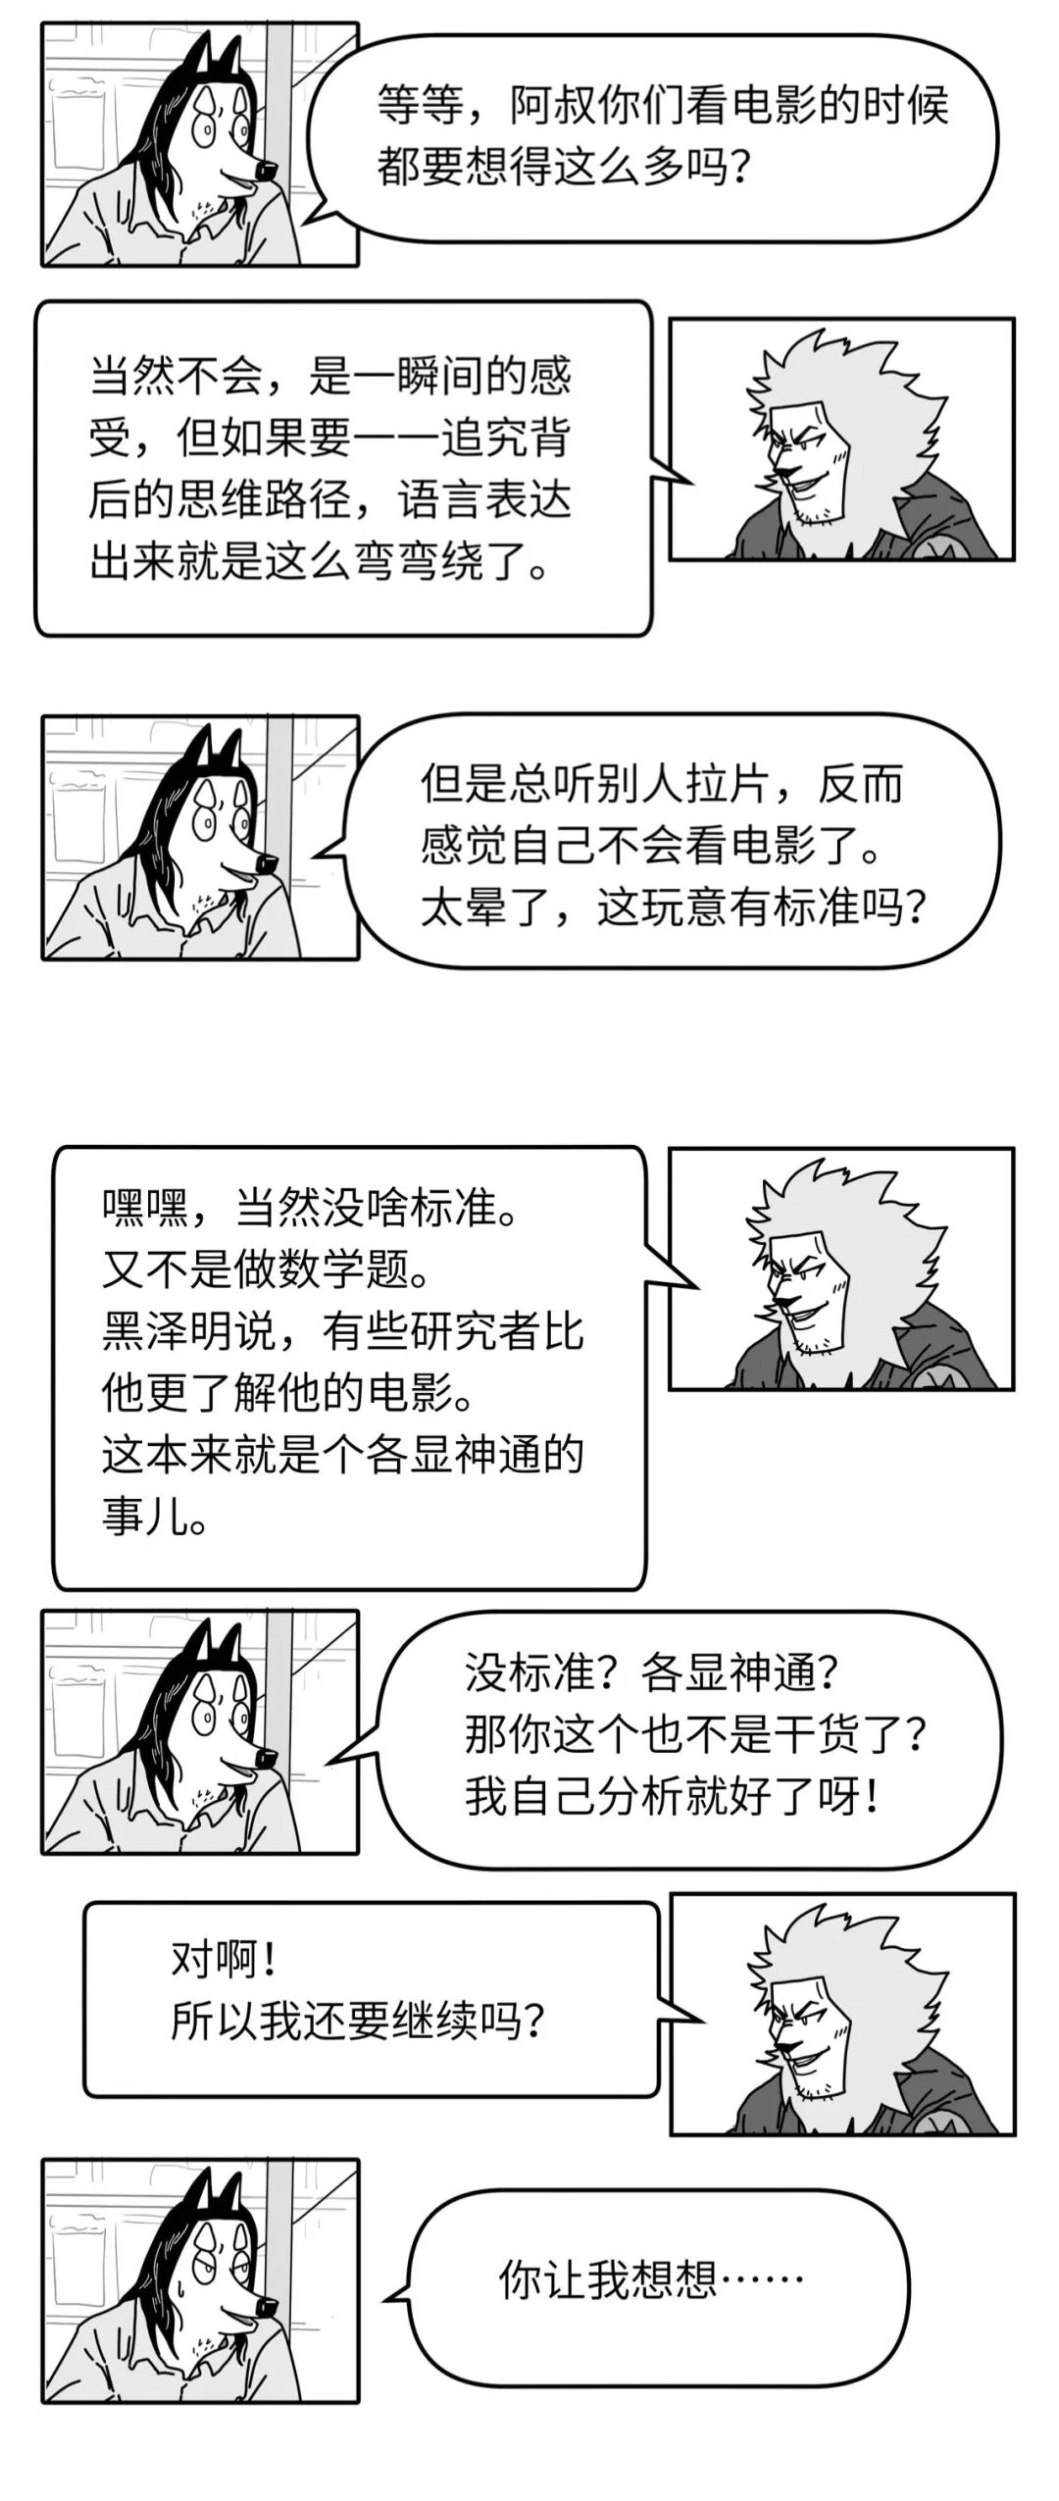 等等，阿叔你们看电影的时候
都要想得这么多吗？
当然不会，是一瞬间的感
受，但如果要一一追究背
后的思维路径，语言表达
出来就是这么弯弯绕了。
但是总听别人拉片，反而
感觉自己不会看电影了。
太晕了，这玩意有标准吗？
嘿嘿，当然没啥标准。
又不是做数学题。
黑泽明说，有些研究者比
他更了解他的电影。
这本来就是个各显神通的
事儿。
没标准？各显神通？
那你这个也不是干货了？
我自己分析就好了呀！
对啊！
所以我还要继续吗？
你让我想想……